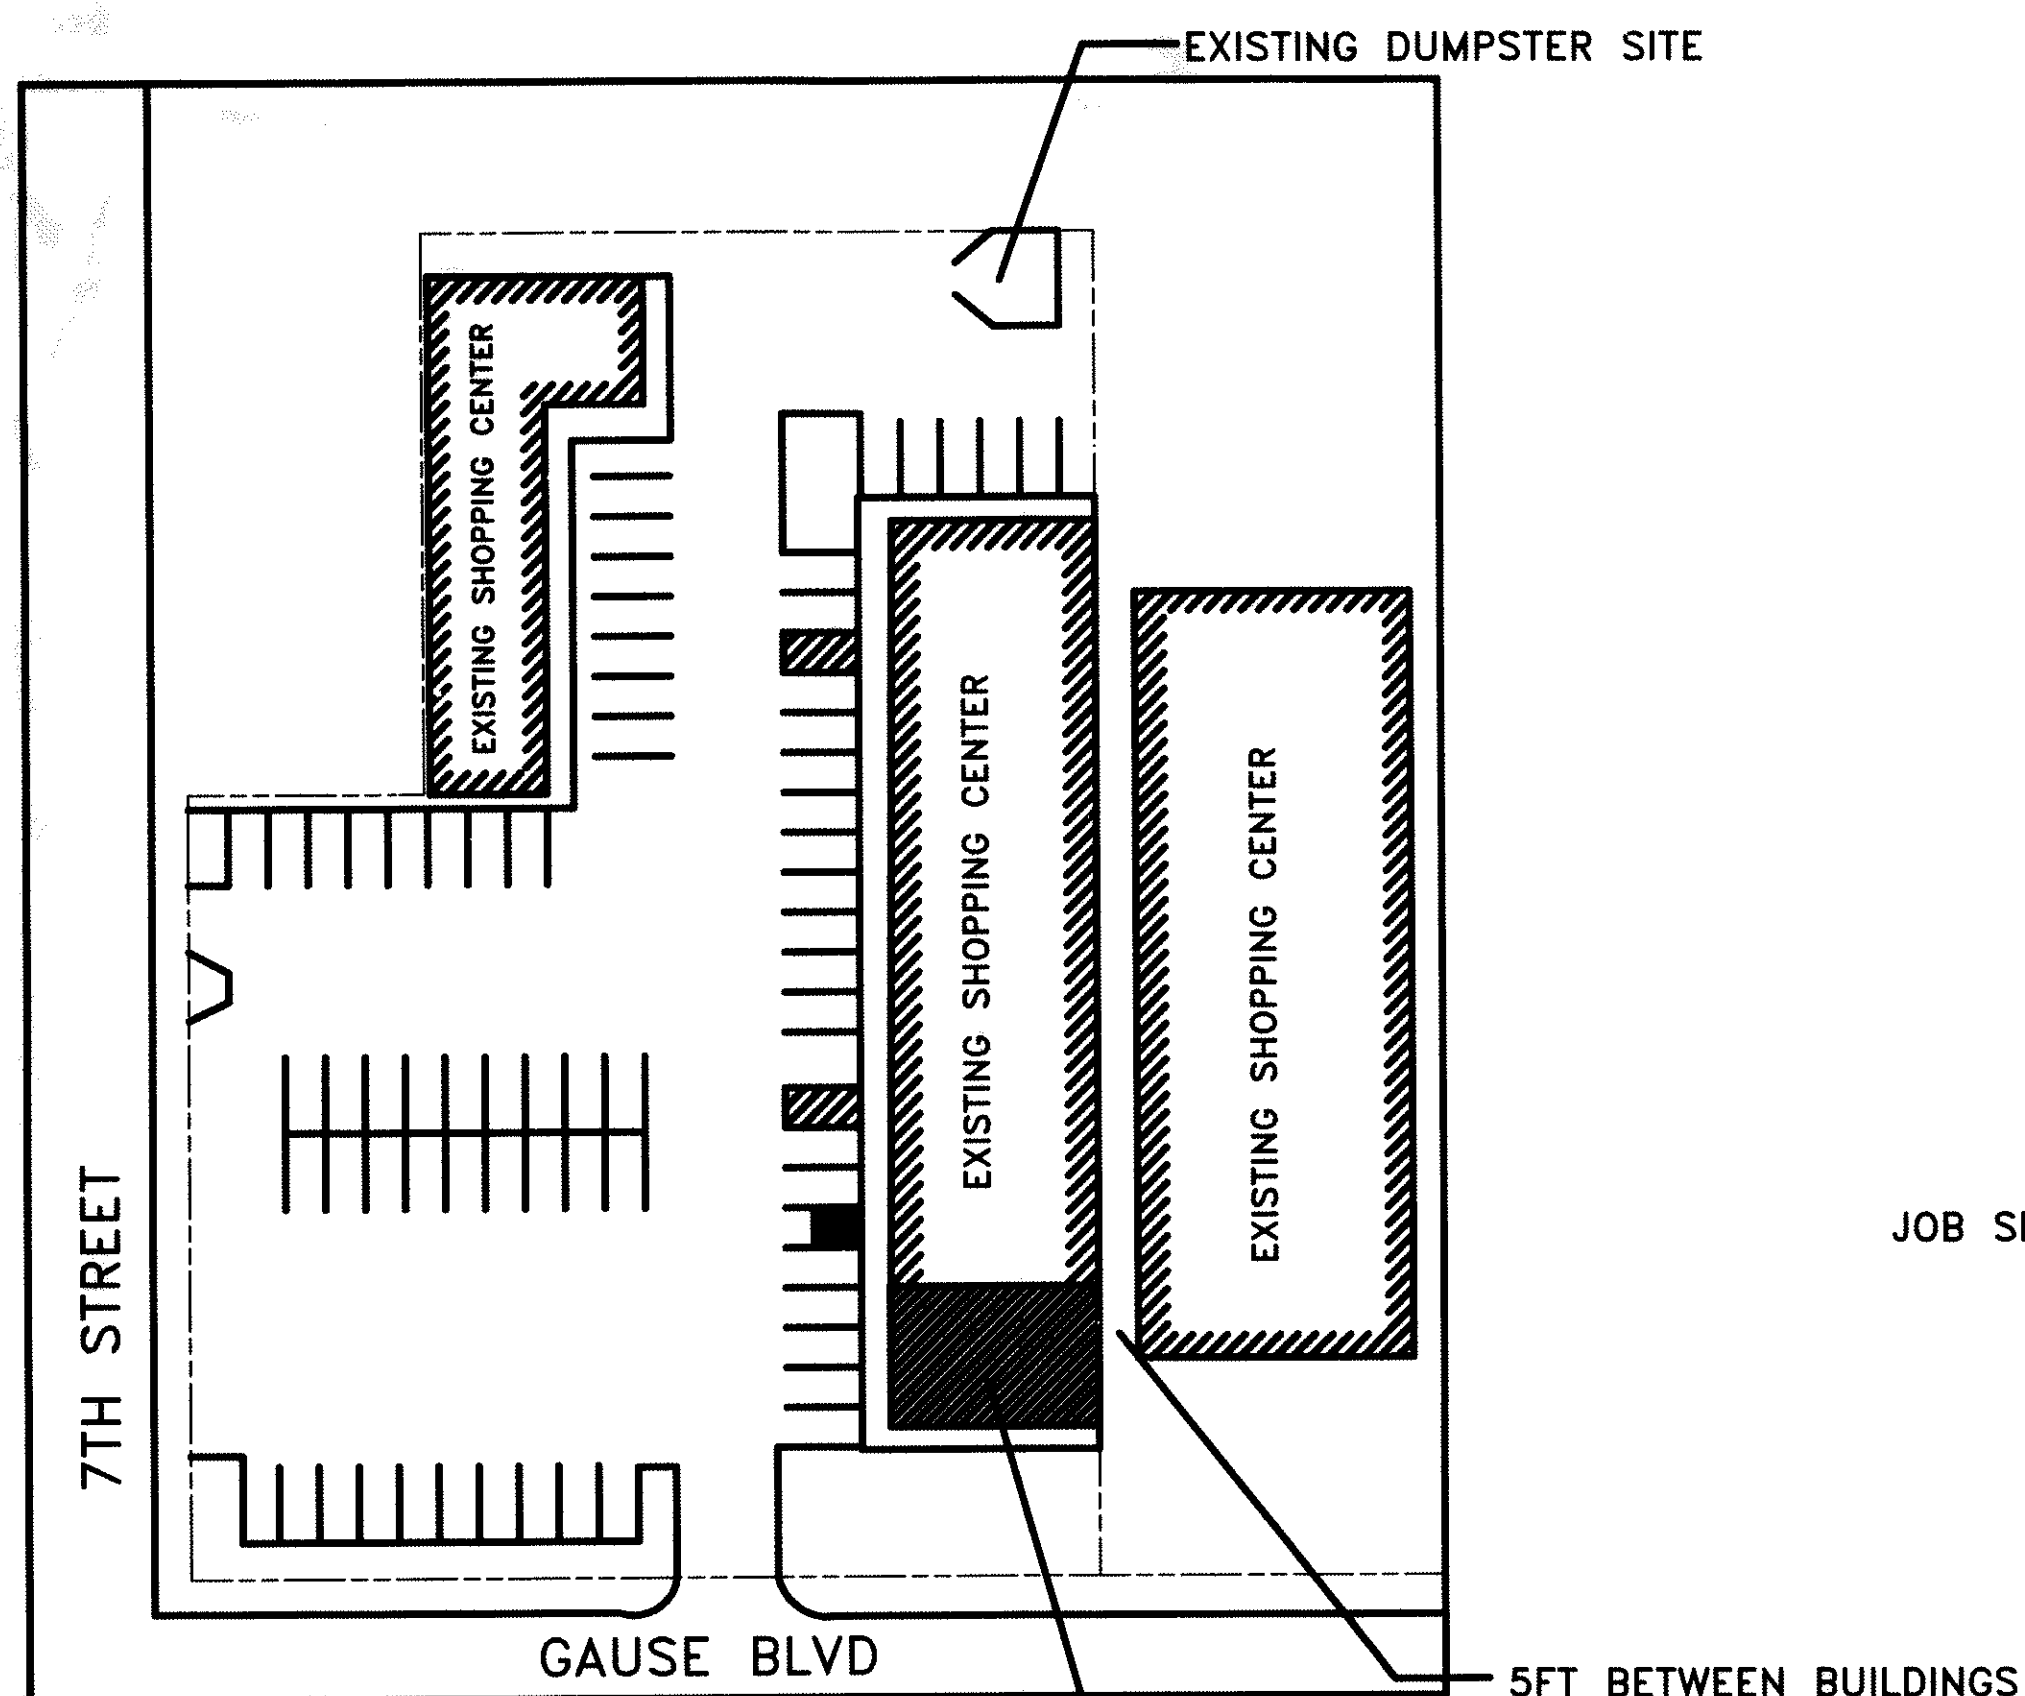 EXISTING DUMPSTER SITE
EXISTING SHOPPING CENTER
EXISTING SHOPPING CENTER
EXISTING SHOPPING CENTER
7TH STREET
JOB
GAUSE BLVD
5FT BETWEEN BUILDINGS